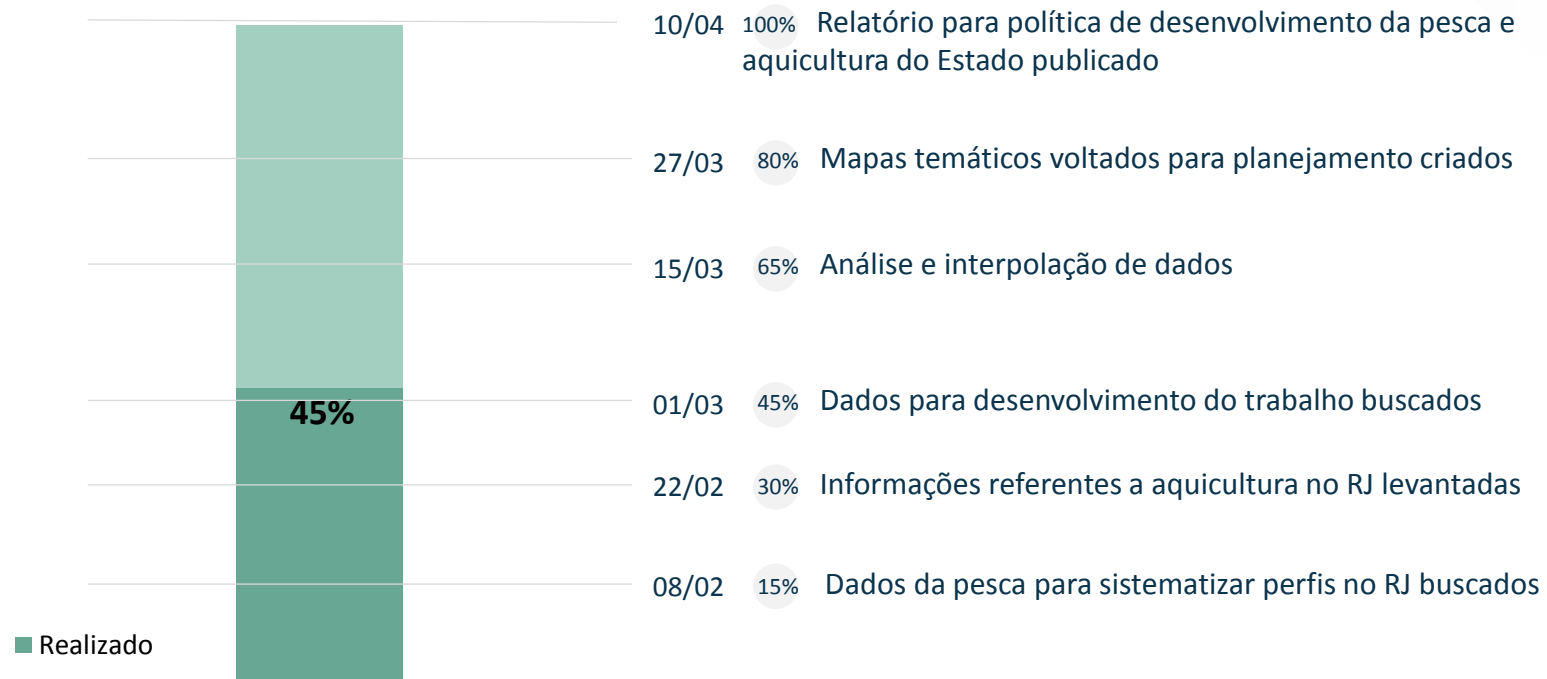 10/04 100% Relatório para política de desenvolvimento da pesca e
aquicultura do Estado publicado
27/03 80% Mapas temáticos voltados para planejamento criados
15/03 65% Análise e interpolação de dados
01/03 45% Dados para desenvolvimento do trabalho buscados
45%
22/02 30% Informações referentes a aquicultura no RJ levantadas
08/02 15% Dados da pesca para sistematizar perfis no RJ buscados
Realizado